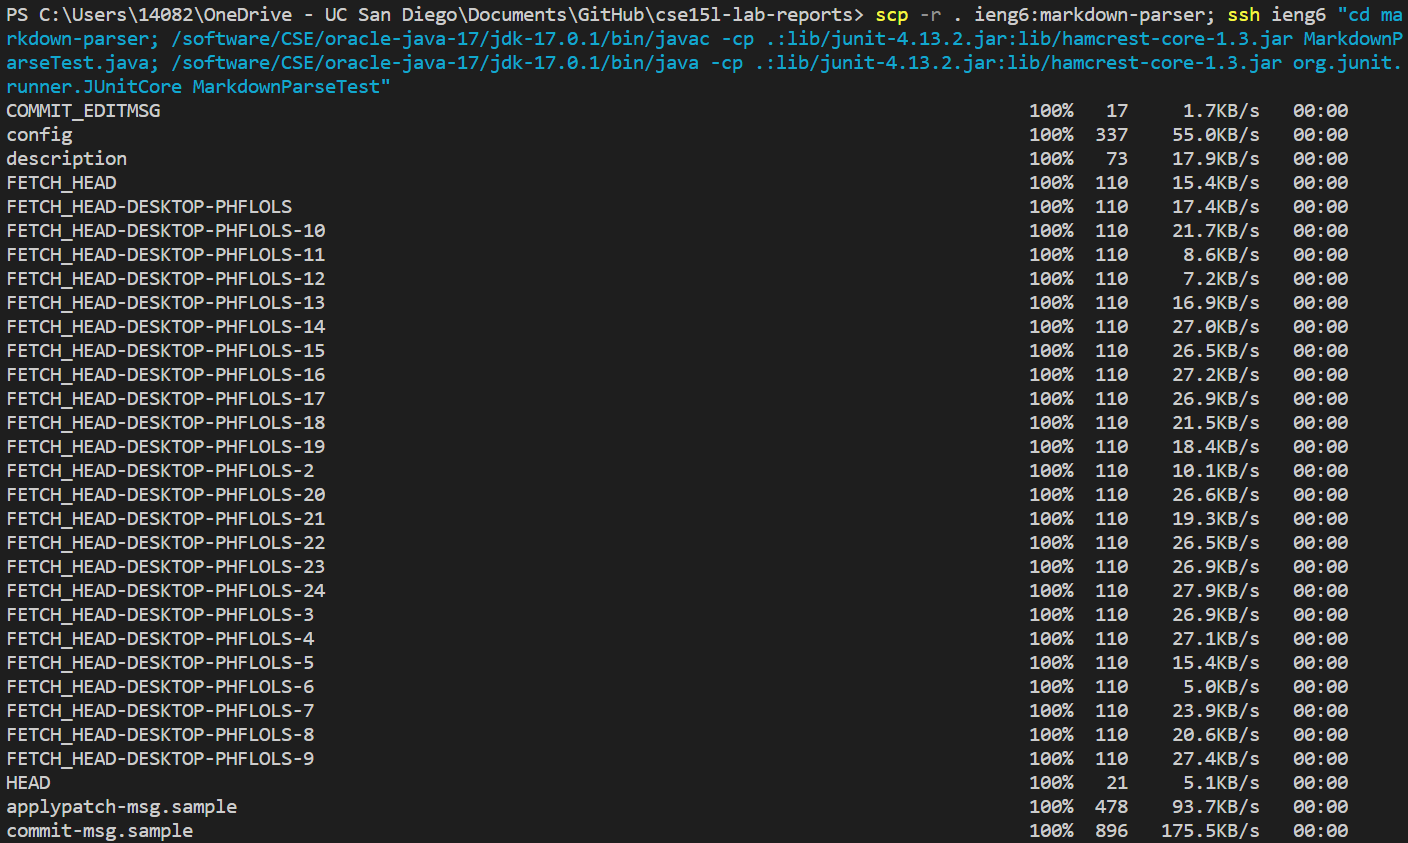 PS C:\Users\14082\OneDrive - UC San Diego\Documents\GitHub\cse15l-lab-reports> scp -r . ieng6:markdown-parser; ssh ieng6 "cd ma
rkdown-parser; /software/CSE/oracle-java-17/jdk-17.0.1/bin/javac -cp .:lib/junit-4.13.2.jar:lib/hamcrest-core-1.3.jar MarkdownP
arseTest.java; /software/CSE/oracle-java-17/jdk-17.0.1/bin/java -cp .:lib/junit-4.13.2.jar:lib/hamcrest-core-1.3.jar org.junit.
runner.JUnitCore MarkdownParseTest"
COMMIT_EDITMSG 100% 17 1.7KB/s 00:00
config 100% 337 55.0KB/s 00:00
description 100% 73 17.9KB/s 00:00
FETCH_HEAD 100% 110 15.4KB/s 00:00
FETCH_HEAD-DESKTOP-PHFLOLS 100% 110 17.4KB/s 00:00
FETCH_HEAD-DESKTOP-PHFLOLS-10 100% 110 21.7KB/s 00:00
FETCH_HEAD-DESKTOP-PHFLOLS-11 100% 110 8.6KB/s 00:00
FETCH_HEAD-DESKTOP-PHFLOLS-12 100% 110 7.2KB/s 00:00
FETCH_HEAD-DESKTOP-PHFLOLS-13 100% 110 16.9KB/s 00:00
FETCH_HEAD-DESKTOP-PHFLOLS-14 100% 110 27.0KB/s 00:00
FETCH_HEAD-DESKTOP-PHFLOLS-15 100% 110 26.5KB/s 00:00
FETCH_HEAD-DESKTOP-PHFLOLS-16 100% 110 27.2KB/s 00:00
FETCH_HEAD-DESKTOP-PHFLOLS-17 100% 110 26.9KB/s 00:00
FETCH_HEAD-DESKTOP-PHFLOLS-18 100% 110 21.5KB/s 00:00
FETCH_HEAD-DESKTOP-PHFLOLS-19 100% 110 18.4KB/s 00:00
FETCH_HEAD-DESKTOP-PHFLOLS-2 100% 110 10.1KB/s 00:00
FETCH_HEAD-DESKTOP-PHFLOLS-20 100% 110 26.6KB/s 00:00
FETCH_HEAD-DESKTOP-PHFLOLS-21 100% 110 19.3KB/s 00:00
FETCH_HEAD-DESKTOP-PHFLOLS-22 100% 110 26.5KB/s 00:00
FETCH_HEAD-DESKTOP-PHFLOLS-23 100% 110 26.9KB/s 00:00
FETCH_HEAD-DESKTOP-PHFLOLS-24 100% 110 27.9KB/s 00:00
FETCH_HEAD-DESKTOP-PHFLOLS-3 100% 110 26.9KB/s 00:00
FETCH_HEAD-DESKTOP-PHFLOLS-4 100% 110 27.1KB/s 00:00
FETCH_HEAD-DESKTOP-PHFLOLS-5 100% 110 15.4KB/s 00:00
FETCH_HEAD-DESKTOP-PHFLOLS-6 100% 110 5.0KB/s 00:00
FETCH_HEAD-DESKTOP-PHFLOLS-7 100% 110 23.9KB/s 00:00
FETCH_HEAD-DESKTOP-PHFLOLS-8 100% 110 20.6KB/s 00:00
FETCH_HEAD-DESKTOP-PHFLOLS-9 100% 110 27.4KB/s 00:00
HEAD 100% 21 5.1KB/s 00:00
applypatch-msg.sample 100% 478 93.7KB/s 00:00
commit-msg.sample 100% 896 175.5KB/s 00:00